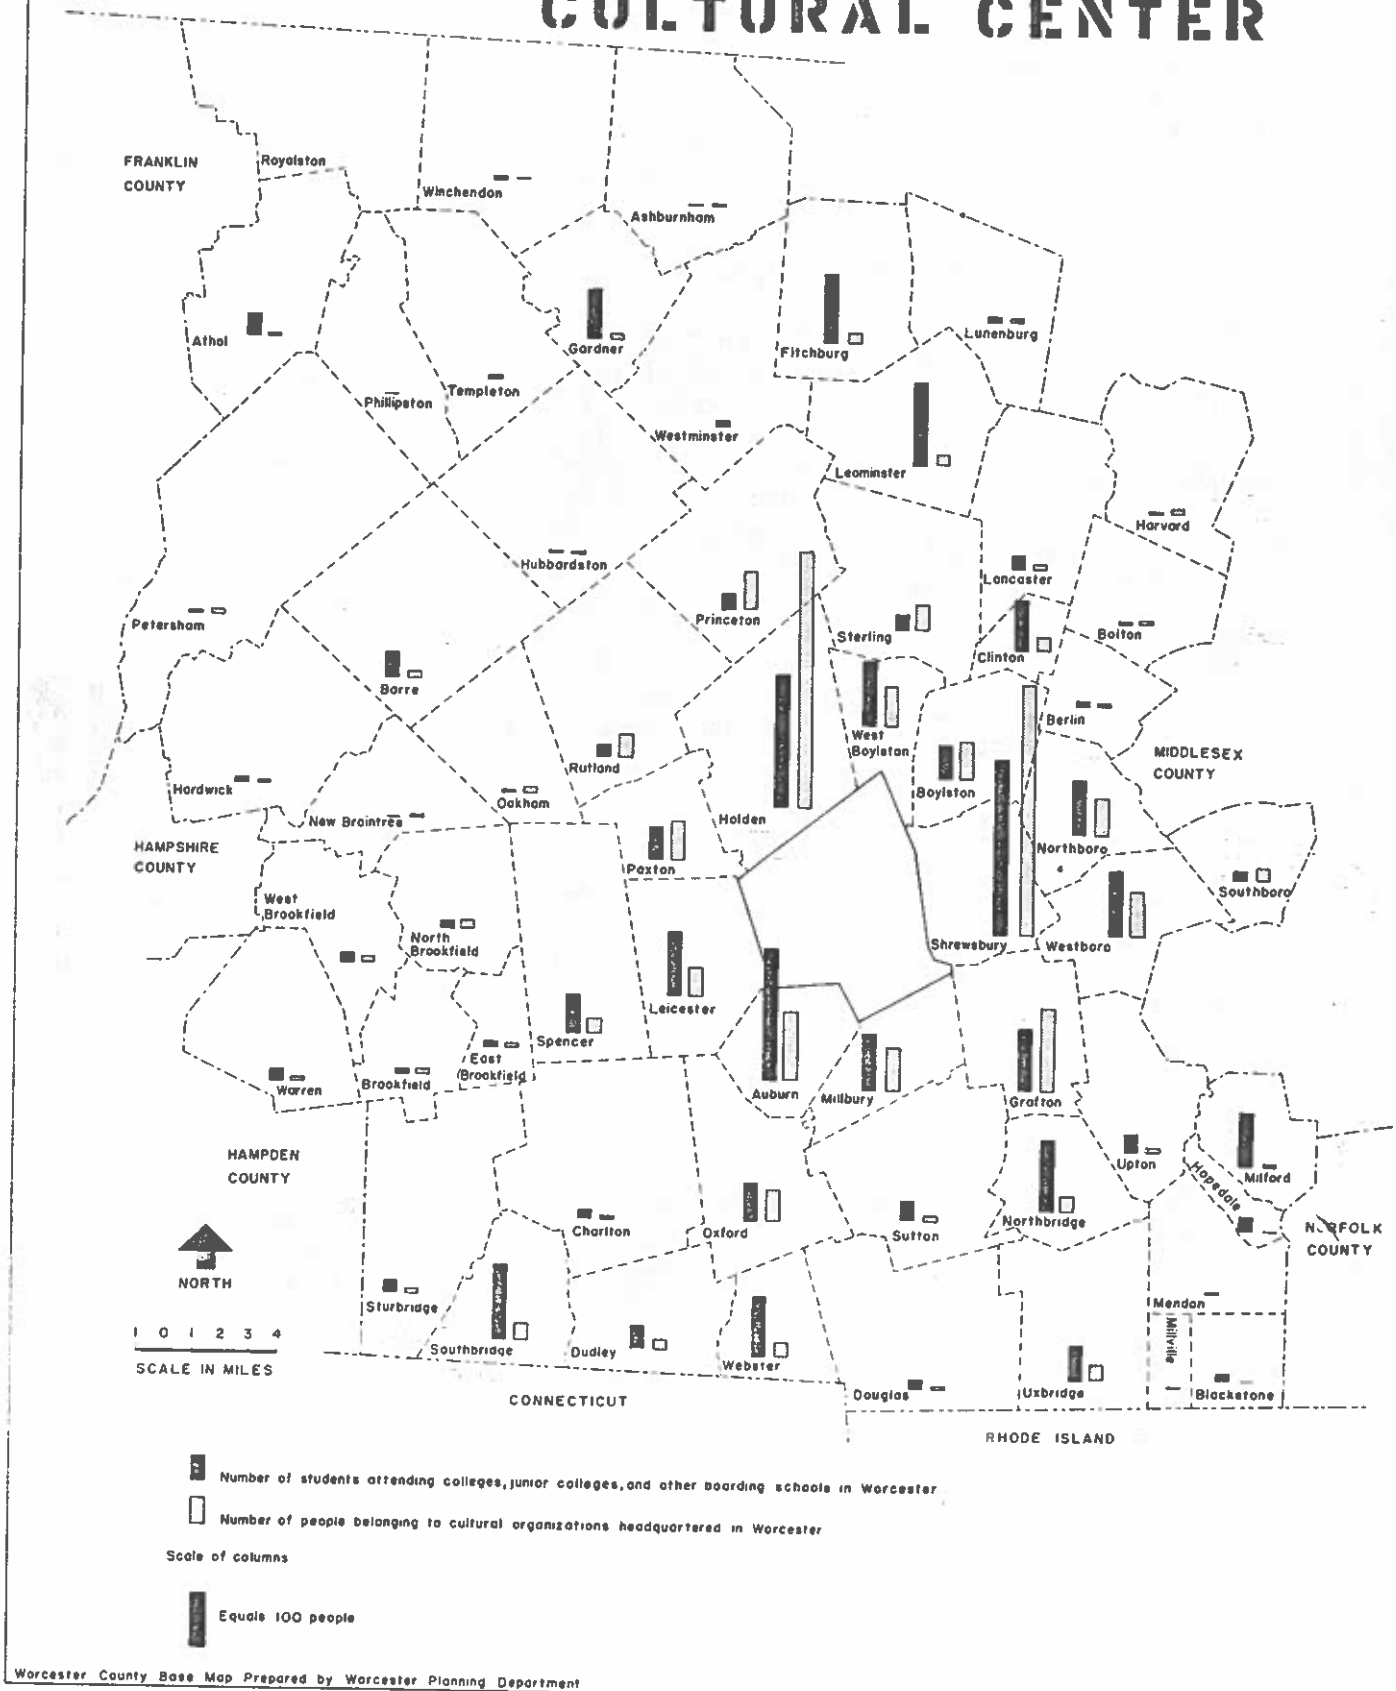 CULTURAL CENTER
FRANKLIN
COUNTY
Royalston
Winchendon
Ashburnham
Athol
Gardner
Fitchburg
Lunenburg
Phillipston
Templeton
Westminster
Leominster
Harvard
Hubbardston
Lancaster
Petersham
Princeton
Sterling
Clinton
Bolton
Barre
Berlin
West
Boylston
Rutland
MIDDLESEX
COUNTY
Hardwick
Oakham
Boylston
New Braintree
Holden
Northboro
HAMPSHIRE
COUNTY
Paxton
Southboro
West
Brookfield
North
Brookfield
Shrewsbury
Westboro
Leicester
Spencer
East
Brookfield
Warren
Brookfield
Auburn
Millbury
Grafton
HAMPDEN
COUNTY
Upton
Milford
Hopedale
Charlton
Oxford
Sutton
Northbridge
NORFOLK
COUNTY
NORTH
Sturbridge
Mendon
1 0 1 2 3 4
SCALE IN MILES
Southbridge
Dudley
Webster
Millville
Douglas
Uxbridge
Blackstone
CONNECTICUT
RHODE ISLAND
Number of students attending colleges, junior colleges, and other boarding schools in Worcester
Number of people belonging to cultural organizations headquartered in Worcester
Scale of columns
Equals 100 people
Worcester County Base Map Prepared by Worcester Planning Department